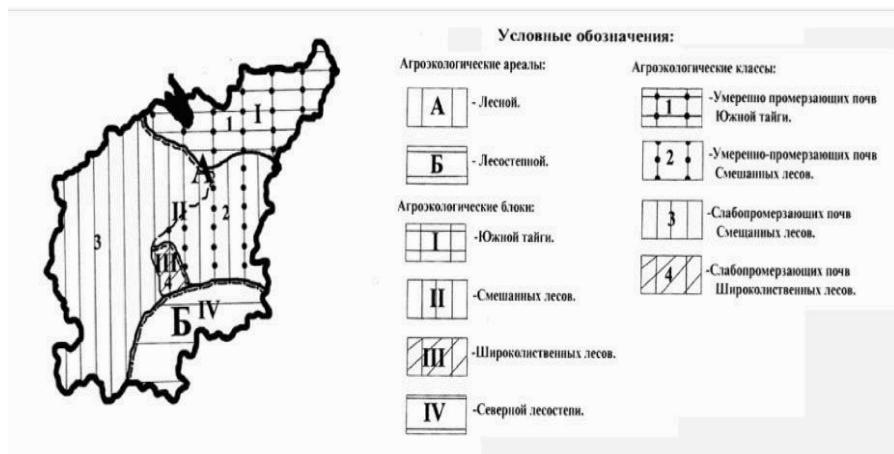 Условные обозначения:
Агроэкологические ареалы:
А - Лесной.
Б - Лесостепной.
Агроэкологические блоки:
I -Южной тайги.
II - Смешанных лесов.
III -Широколиственных лесов.
IV -Северной лесостепи.
Агроэкологические классы:
1 -Умеренно промерзающих почв
Южной тайги.
2 -Умеренно-промерзающих почв
Смешанных лесов.
3 -Слабопромерзающих почв
Смещанных лесов.
4 -Слабопромерзающих почв
Широколиственных лесов.
1 I
А
II 2
3
III
4
Б IV